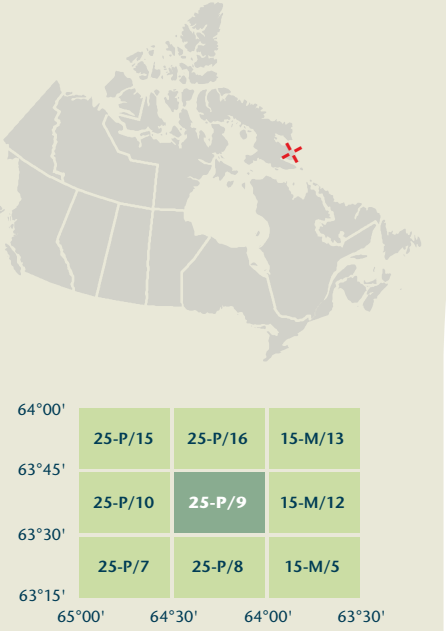 64°00'
25-P/15 25-P/16 15-M/13
63°45'
25-P/10 25-P/9 15-M/12
63°30'
25-P/7 25-P/8 15-M/5
63°15'
65°00' 64°30' 64°00' 63°30'